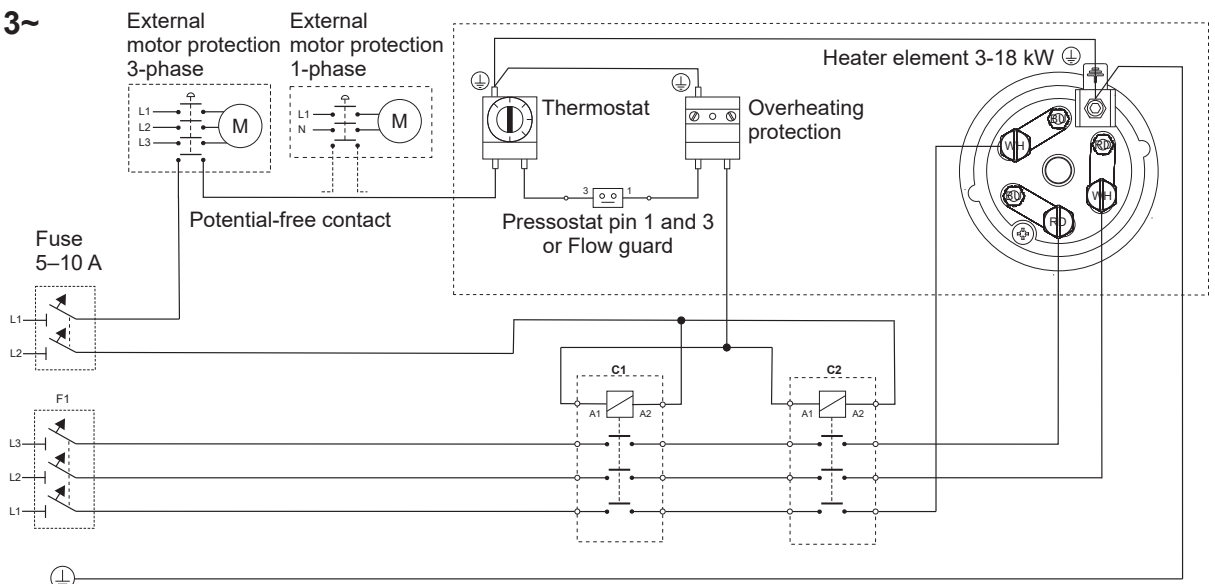 3~
External
motor protection
3-phase
External
motor protection
1-phase
L1
L2
L3
M
L1
N
M
Thermostat
Overheating
protection
Heater element 3-18 kW
BU
WH
RD
BU
WH
RD
3
1
Potential-free contact
Pressostat pin 1 and 3
or Flow guard
Fuse
5–10 A
L1
L2
C1
C2
A1
A2
A1
A2
F1
L3
L2
L1